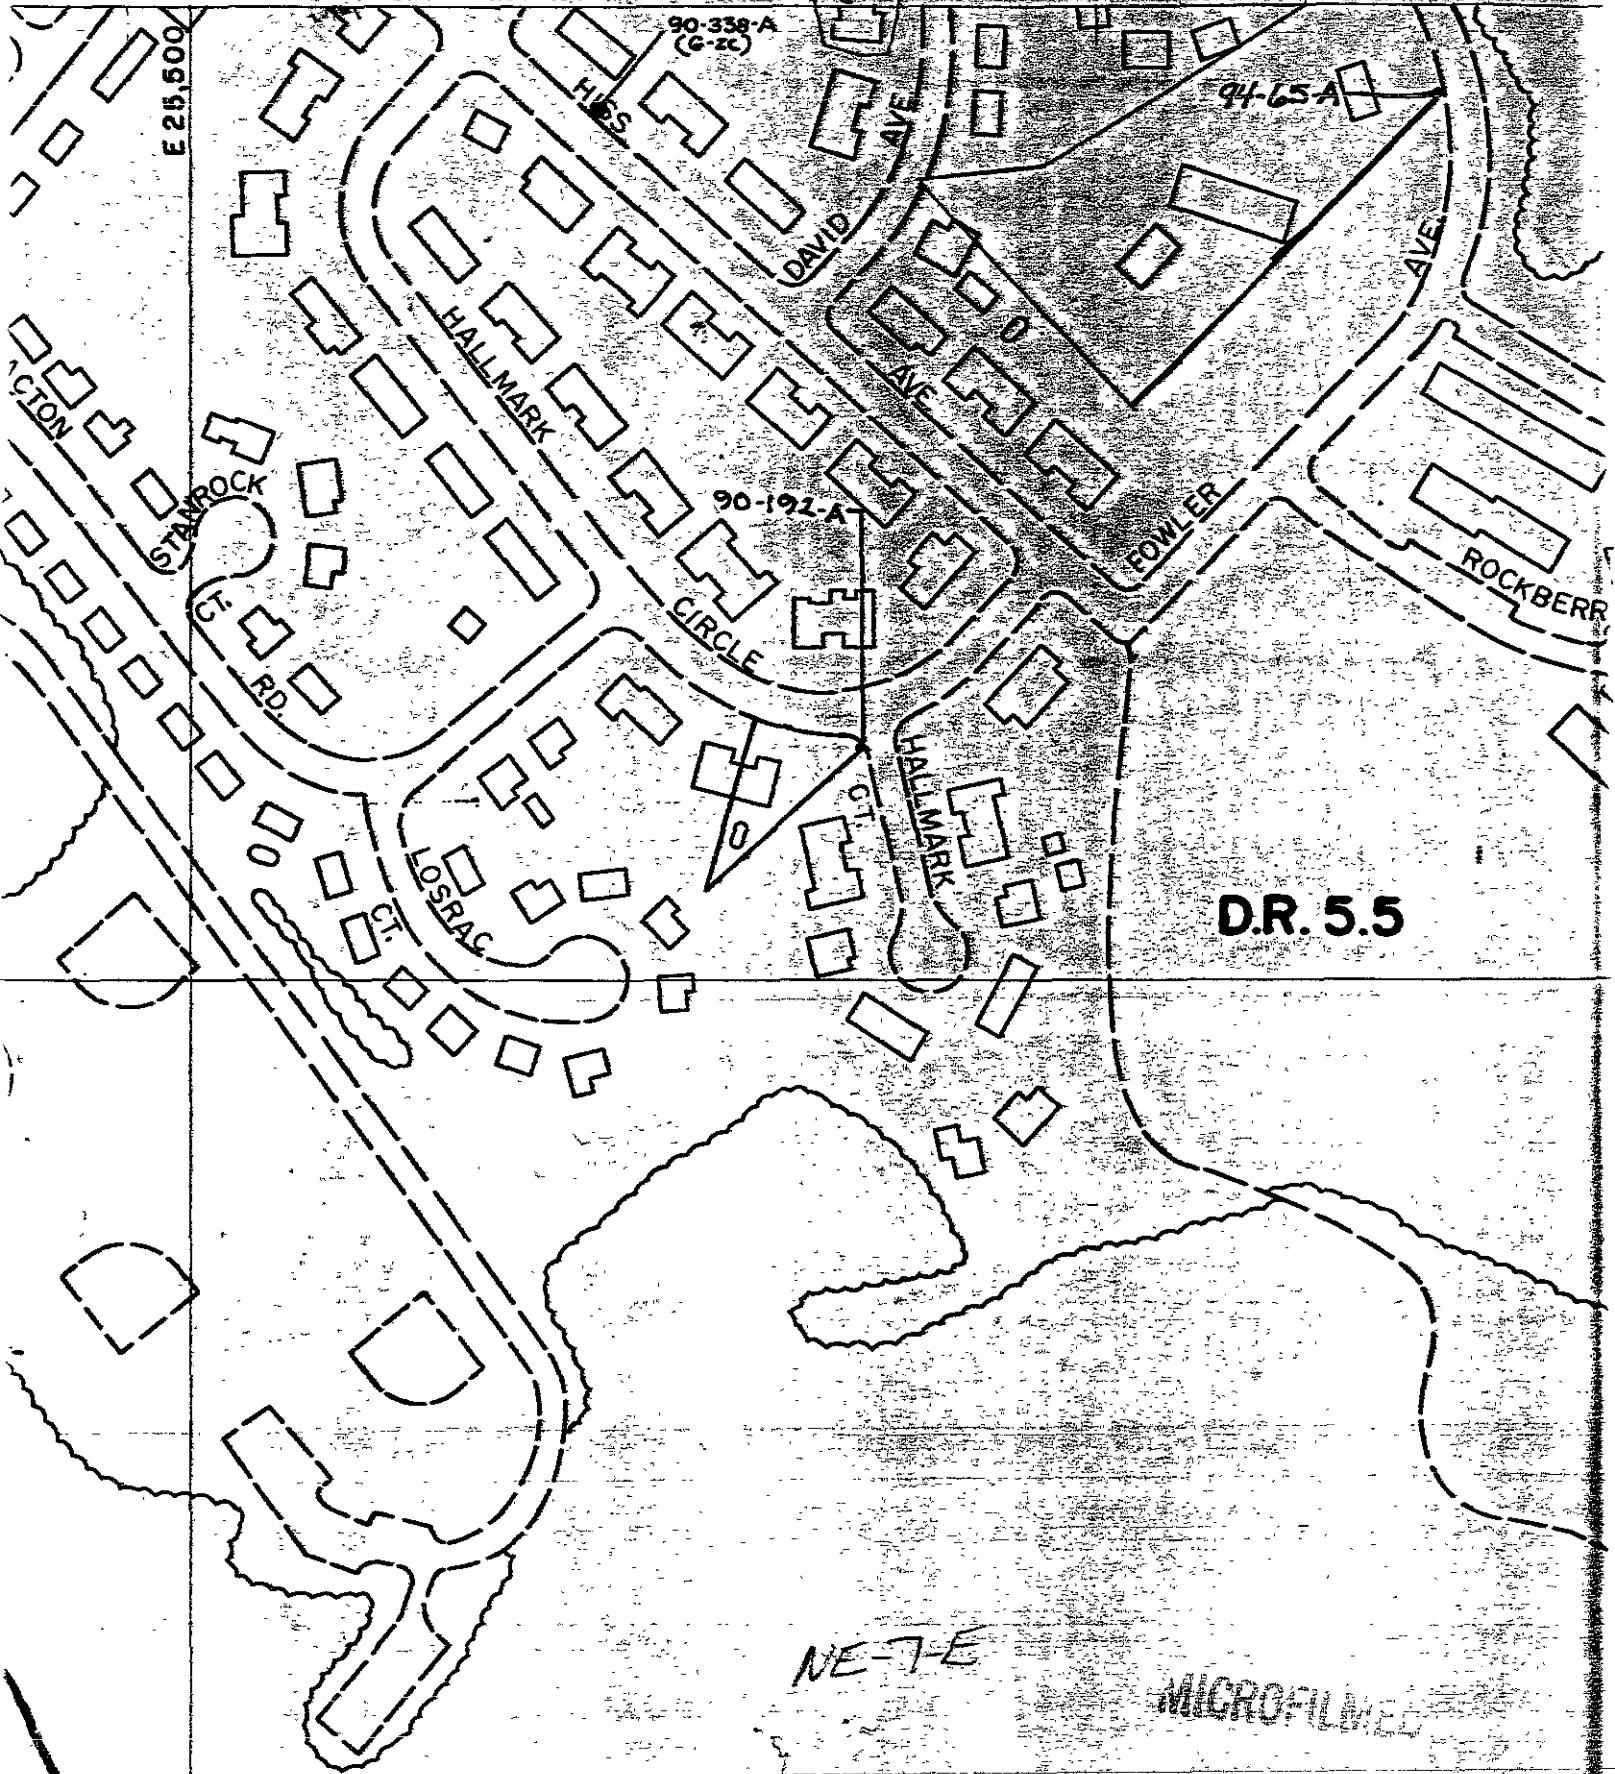 90-338-A
(G-ZC)
E 25,500
HISS
AVE.
94-65-A
DAVID
AVE.
HALLMARK
AVE.
CTON
STANROCK
90-192-A
FOWLER
ROCKBERR
CT.
CIRCLE
RD.
HALLMARK
CT.
LOSRAC
CT.
D.R. 5.5
NE-7-E
MICROFILMED